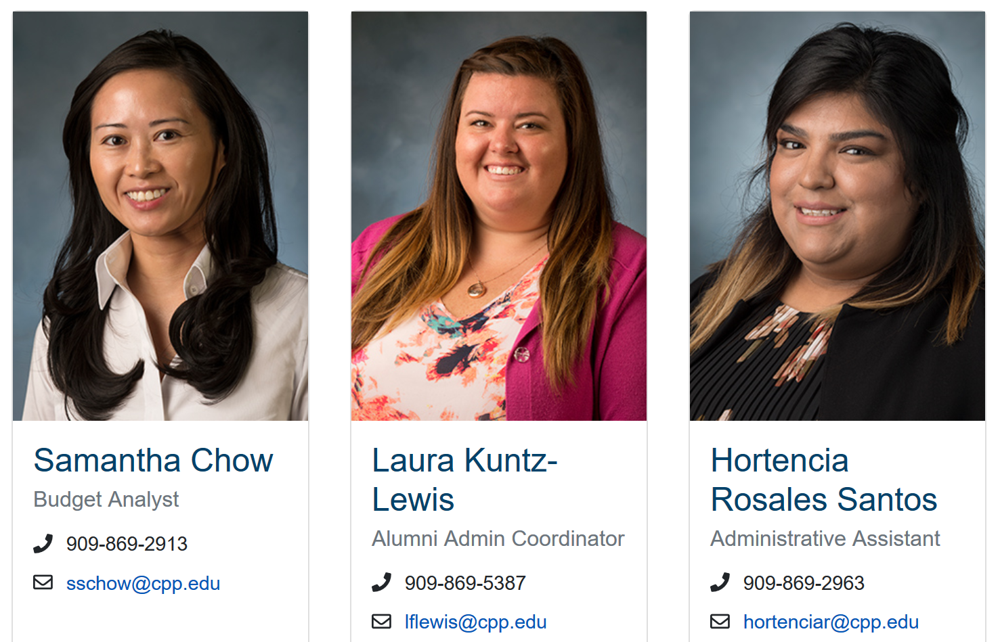 Samantha Chow
Budget Analyst
909-869-2913
sschow@cpp.edu
Laura Kuntz-
Lewis
Alumni Admin Coordinator
909-869-5387
lflewis@cpp.edu
Hortencia
Rosales Santos
Administrative Assistant
909-869-2963
hortenciar@cpp.edu